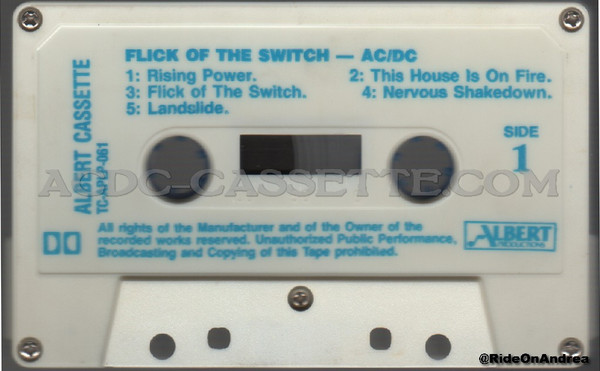 FLICK OF THE SWITCH — AC/DC
1: Rising Power.
2: This House Is On Fire.
3: Flick of The Switch.
4: Nervous Shakedown.
5: Landslide.
ALBERT CASSETTE
TC-APLP-061
SIDE
1
ACDC-CASSETTE.COM
All rights of the Manufacturer and of the Owner of the
recorded works reserved. Unauthorized Public Performance,
Broadcasting and Copying of this Tape prohibited.
ALBERT
PRODUCTIONS
@RideOnAndrea